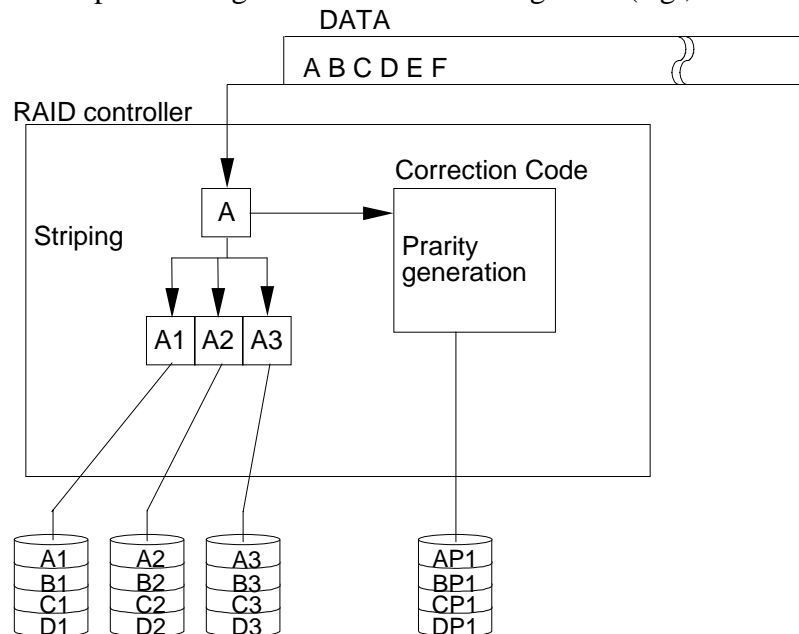 DATA
A B C D E F
RAID controller
Correction Code
A
Striping
Prarity
generation
A1 A2 A3
A1 A2 A3 AP1
B1 B2 B3 BP1
C1 C2 C3 CP1
D1 D2 D3 DP1